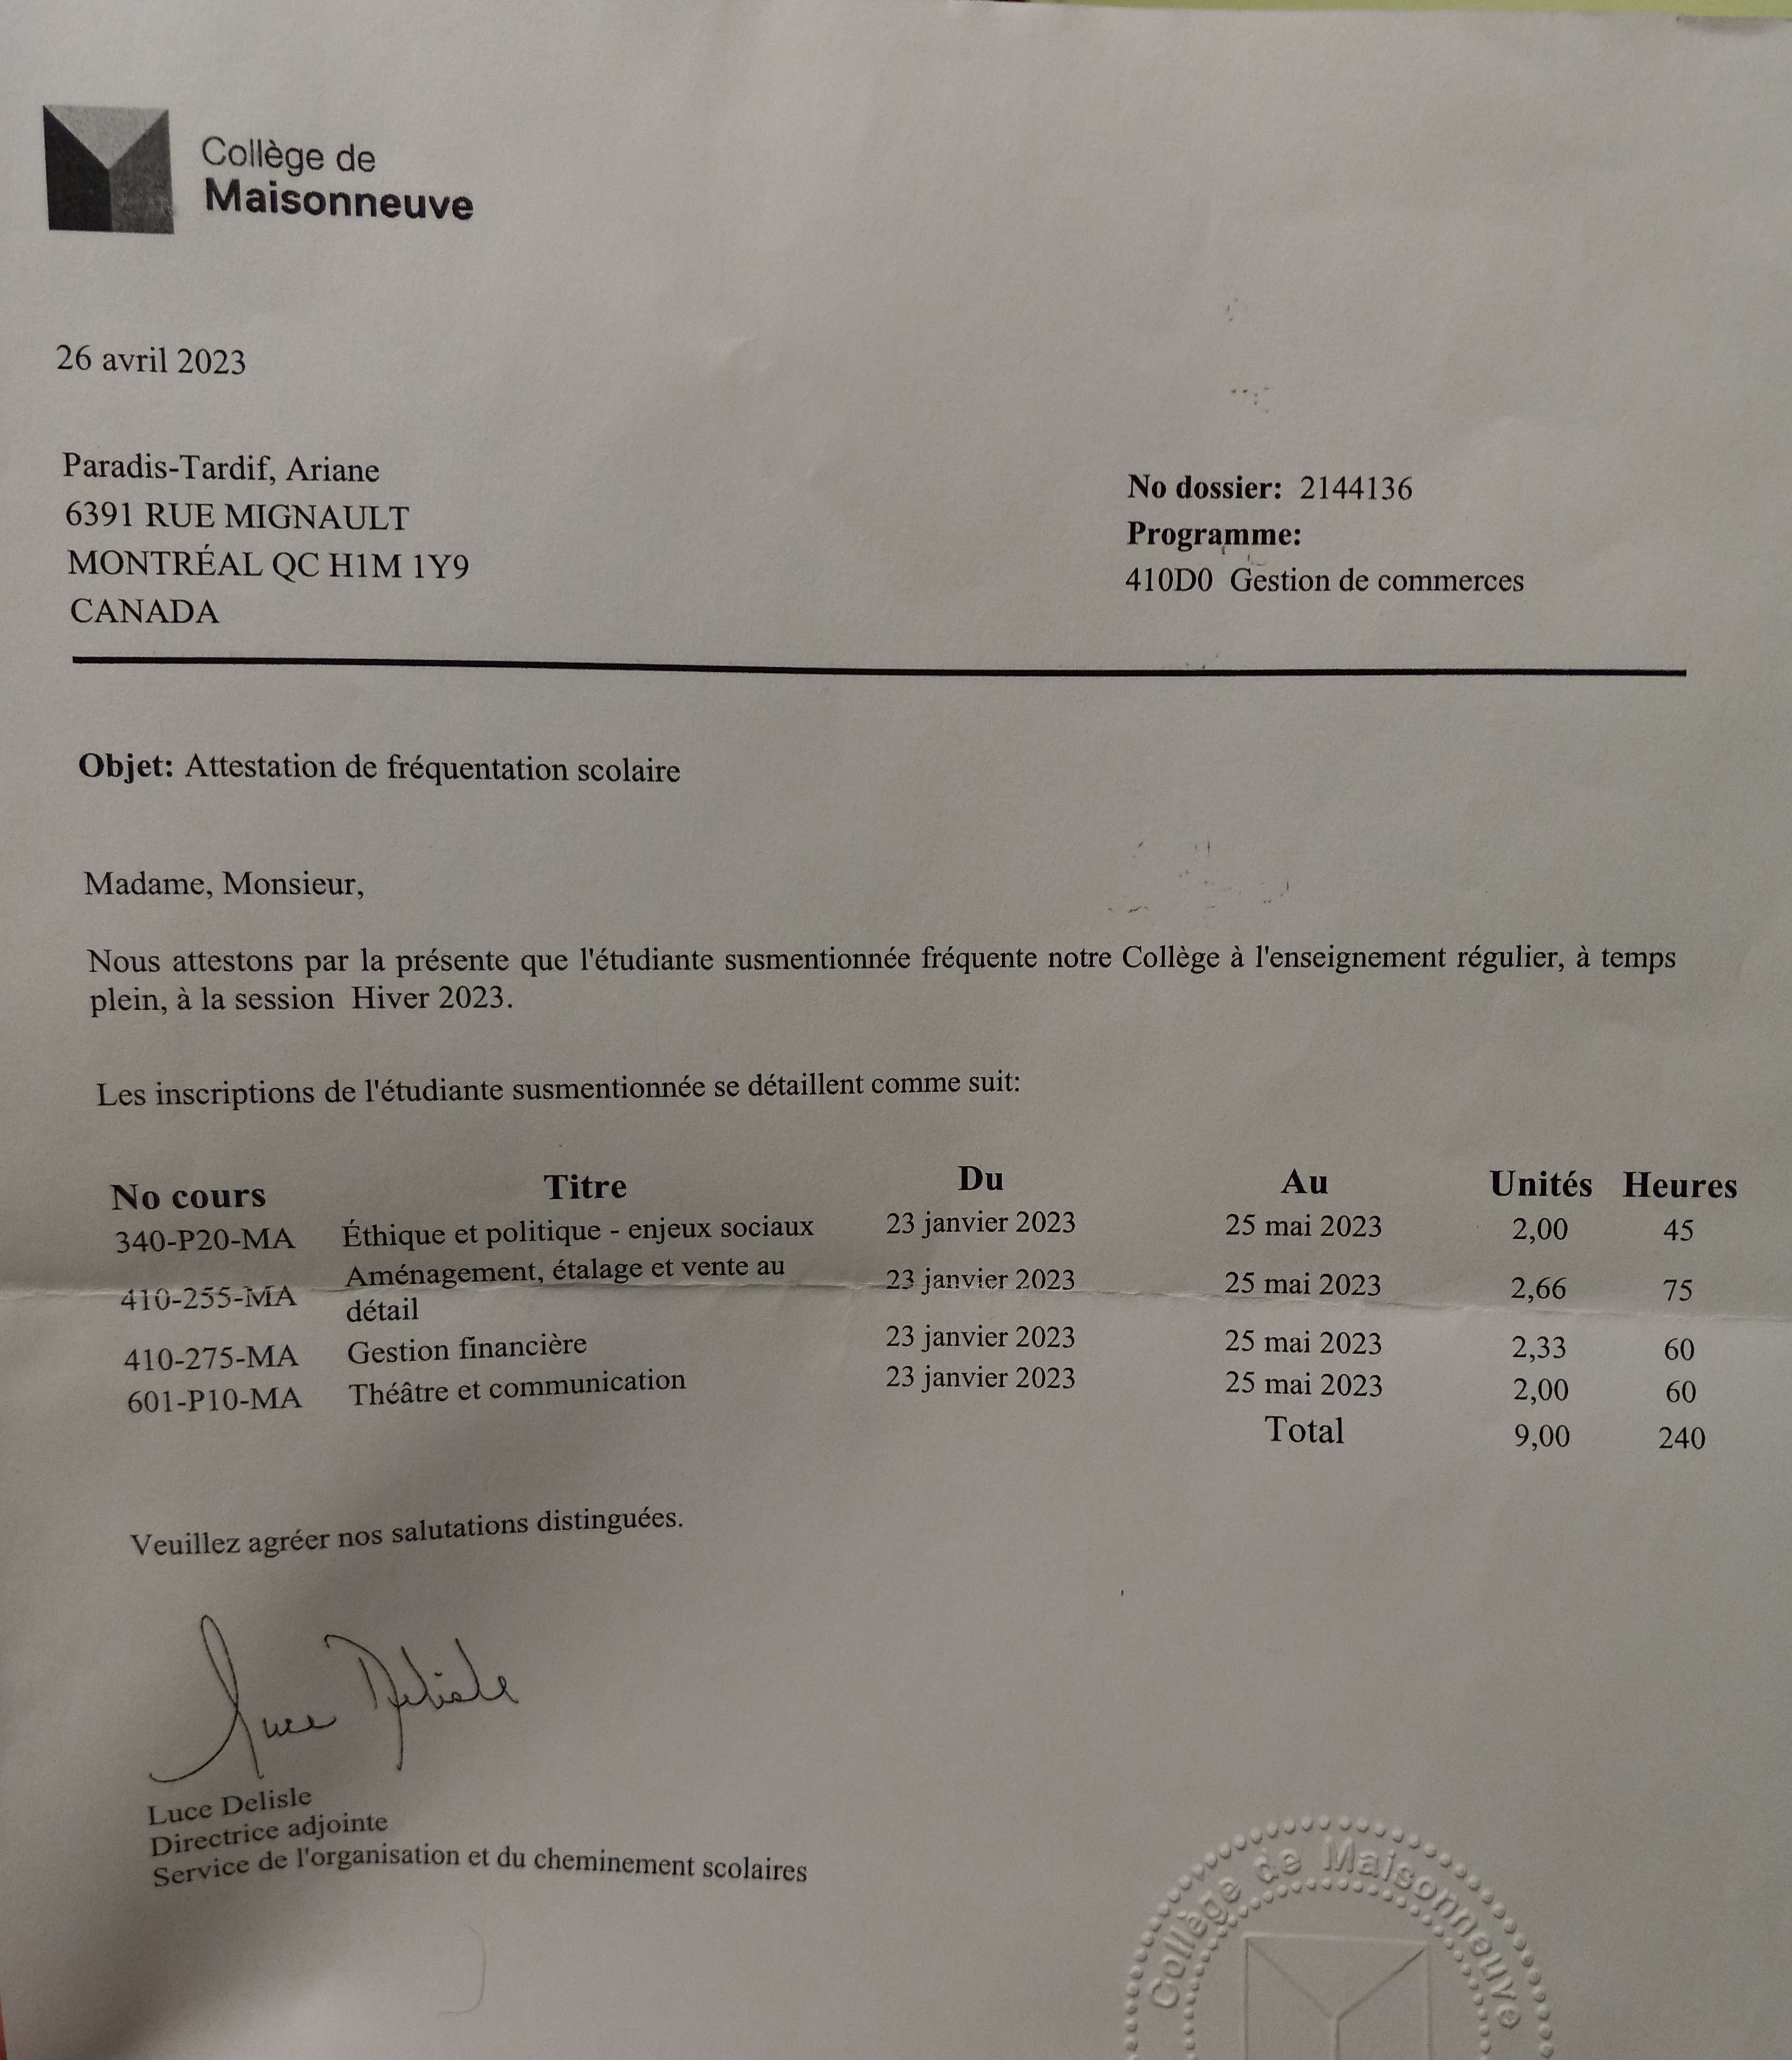 Collège de
Maisonneuve
26 avril 2023
Paradis-Tardif, Ariane
6391 RUE MIGNAULT
MONTRÉAL QC H1M 1Y9
CANADA
No dossier: 2144136
Programme:
410D0 Gestion de commerces
Objet: Attestation de fréquentation scolaire
Madame, Monsieur,
Nous attestons par la présente que l'étudiante susmentionnée fréquente notre Collège à l'enseignement régulier, à temps
plein, à la session Hiver 2023.
Les inscriptions de l'étudiante susmentionnée se détaillent comme suit:
No cours Titre Du Au Unités Heures
340-P20-MA Éthique et politique - enjeux sociaux 23 janvier 2023 25 mai 2023 2,00 45
410-255-MA Aménagement, étalage et vente au 23 janvier 2023 25 mai 2023 2,66 75
détail
410-275-MA Gestion financière 23 janvier 2023 25 mai 2023 2,33 60
601-P10-MA Théâtre et communication 23 janvier 2023 25 mai 2023 2,00 60
Total 9,00 240
Veuillez agréer nos salutations distinguées.
Luce Delisle
Luce Delisle
Directrice adjointe
Service de l'organisation et du cheminement scolaires
Collège de Maisonneuve